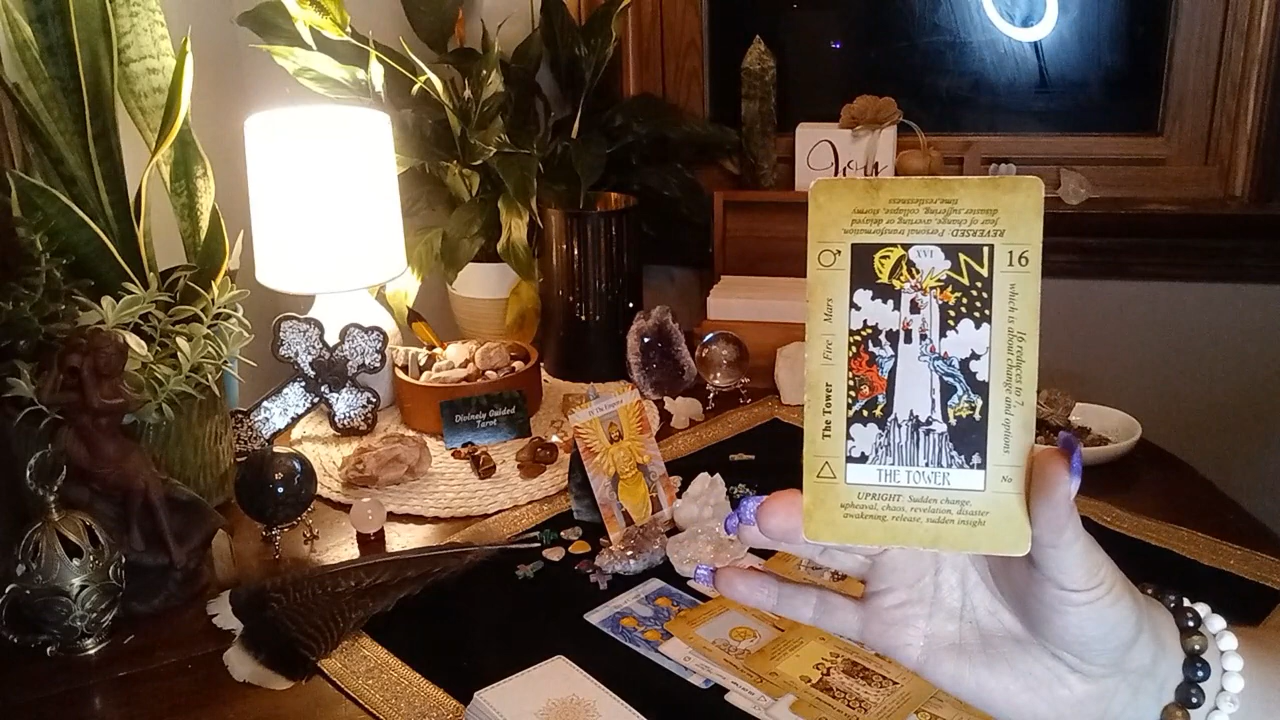 Joy
REVERSED: Personal transformation,
fear of change, averting or delayed
disaster, suffering, collapse, stormy
time, restlessness
XVI
16
The Tower | Fire | Mars
16 reduces to 7
which is about change and options
No
THE TOWER
UPRIGHT: Sudden change,
upheaval, chaos, revelation, disaster
awakening, release, sudden insight
Divinely Guided
Tarot
IV The Emperor